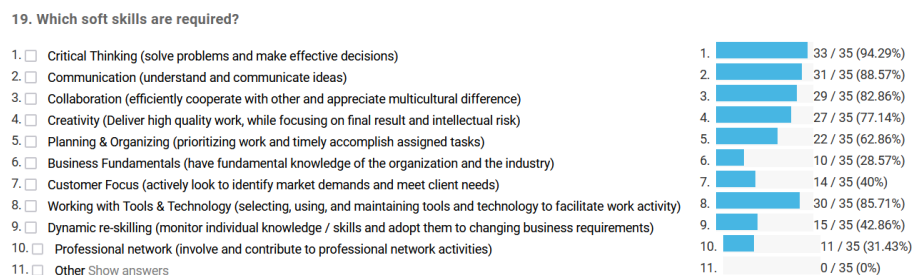 19. Which soft skills are required?
1. Critical Thinking (solve problems and make effective decisions) 1. 33 / 35 (94.29%)
2. Communication (understand and communicate ideas) 2. 31 / 35 (88.57%)
3. Collaboration (efficiently cooperate with other and appreciate multicultural difference) 3. 29 / 35 (82.86%)
4. Creativity (Deliver high quality work, while focusing on final result and intellectual risk) 4. 27 / 35 (77.14%)
5. Planning & Organizing (prioritizing work and timely accomplish assigned tasks) 5. 22 / 35 (62.86%)
6. Business Fundamentals (have fundamental knowledge of the organization and the industry) 6. 10 / 35 (28.57%)
7. Customer Focus (actively look to identify market demands and meet client needs) 7. 14 / 35 (40%)
8. Working with Tools & Technology (selecting, using, and maintaining tools and technology to facilitate work activity) 8. 30 / 35 (85.71%)
9. Dynamic re-skilling (monitor individual knowledge / skills and adopt them to changing business requirements) 9. 15 / 35 (42.86%)
10. Professional network (involve and contribute to professional network activities) 10. 11 / 35 (31.43%)
11. Other Show answers 11. 0 / 35 (0%)